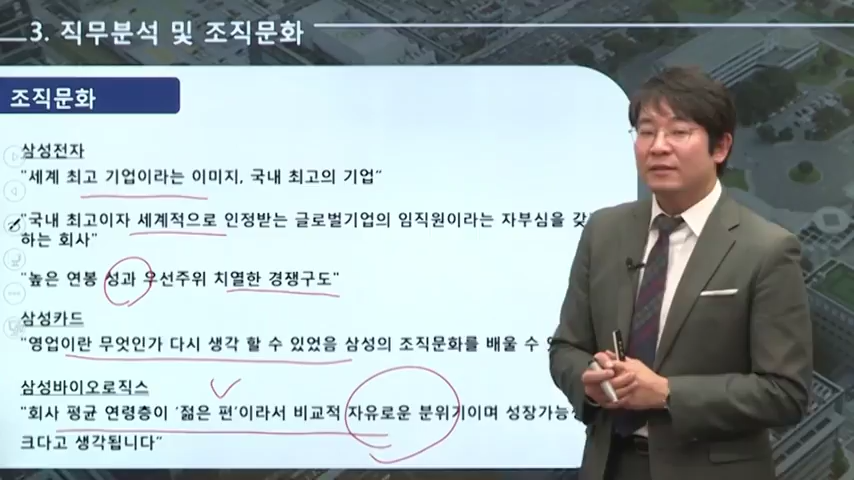 3. 직무분석 및 조직문화
조직문화
삼성전자
"세계 최고 기업이라는 이미지, 국내 최고의 기업"
"국내 최고이자 세계적으로 인정받는 글로벌기업의 임직원이라는 자부심을
하는 회사"
"높은 연봉 성과 우선주위 치열한 경쟁구도"
삼성카드
"영업이란 무엇인가 다시 생각 할 수 있었음 삼성의 조직문화를 배울 수
삼성바이오로직스
"회사 평균 연령층이 '젊은 편'이라서 비교적 자유로운 분위기이며
크다고 생각됩니다"